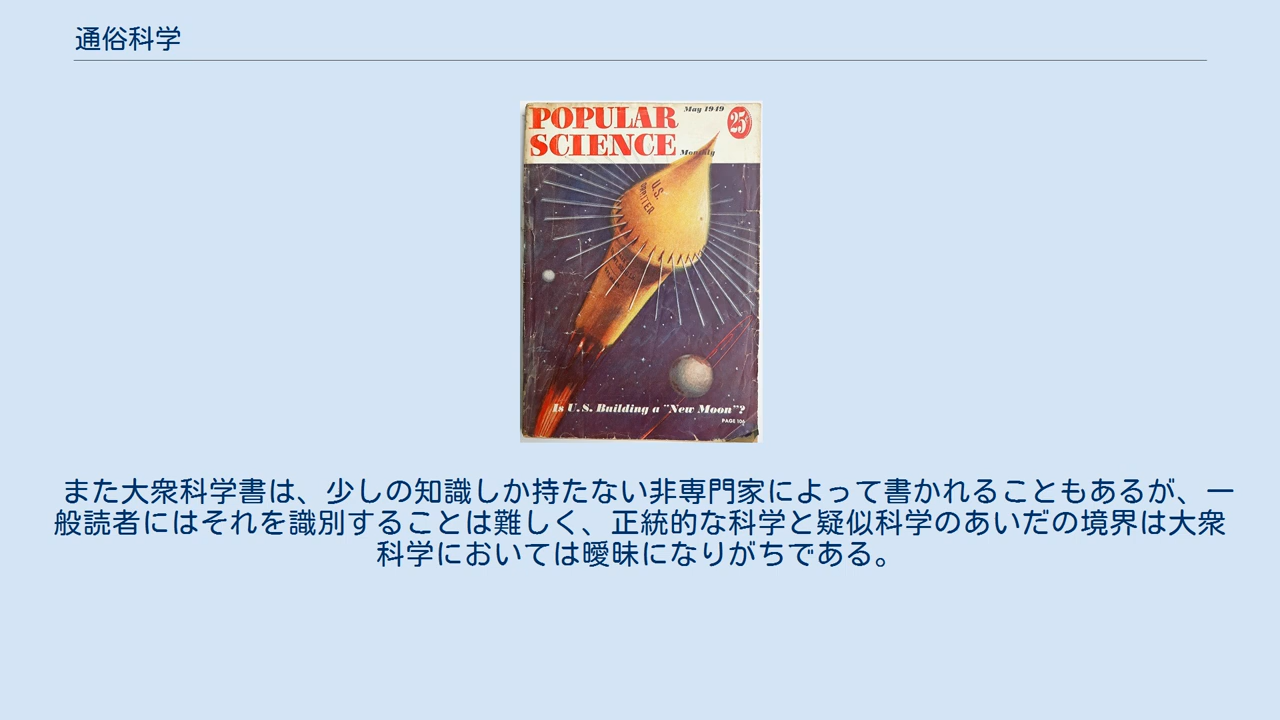 通俗科学
POPULAR
SCIENCE
May 1949
25¢
Monthly
U.S.
Is U.S. Building a "New Moon"?
PAGE 106
また大衆科学書は、少しの知識しか持たない非専門家によって書かれることもあるが、一
般読者にはそれを識別することは難しく、正統的な科学と疑似科学のあいだの境界は大衆
科学においては曖昧になりがちである。